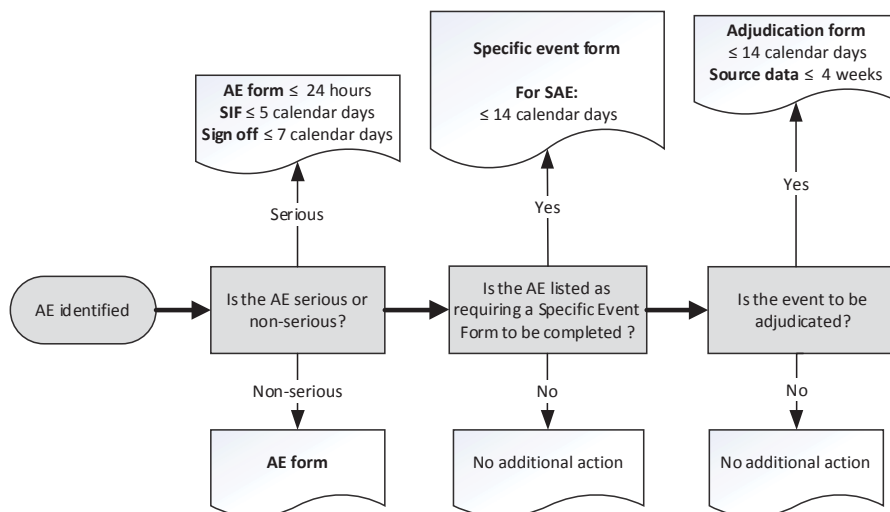 Adjudication form
≤ 14 calendar days
Source data ≤ 4 weeks
Specific event form
For SAE:
≤ 14 calendar days
AE form ≤ 24 hours
SIF ≤ 5 calendar days
Sign off ≤ 7 calendar days
Serious
Yes
Yes
AE identified
Is the AE serious or
non-serious?
Is the AE listed as
requiring a Specific Event
Form to be completed ?
Is the event to be
adjudicated?
Non-serious
No
No
AE form
No additional action
No additional action